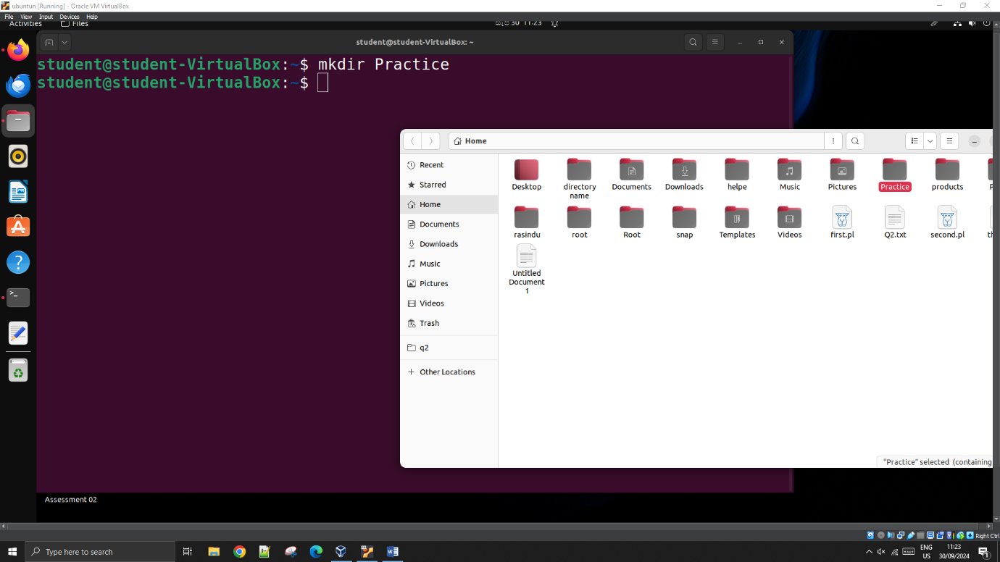 ubuntun [Running] - Oracle VM VirtualBox
File View Input Devices Help
Activities Files
30 11:23
student@student-VirtualBox: ~
student@student-VirtualBox:~$ mkdir Practice
student@student-VirtualBox:~$
Home
Recent
Starred
Home
Documents
Downloads
Music
Pictures
Videos
Trash
q2
+ Other Locations
Desktop
directory
name
Documents
Downloads
helpe
Music
Pictures
Practice
products
rasindu
root
Root
snap
Templates
Videos
first.pl
Q2.txt
second.pl
th
Untitled
Document
1
"Practice" selected (containing
Assessment 02
Right Ctrl
Type here to search
ENG
US
11:23
30/09/2024
1